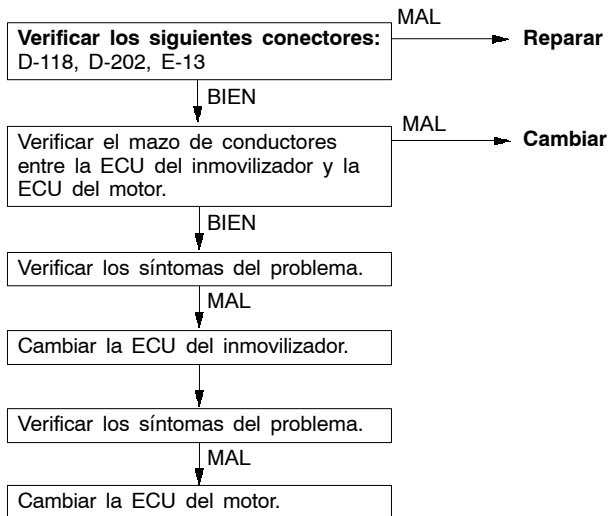 MAL
Verificar los siguientes conectores:
Reparar
D-118, D-202, E-13
BIEN
MAL
Verificar el mazo de conductores
Cambiar
entre la ECU del inmovilizador y la
ECU del motor.
BIEN
Verificar los síntomas del problema.
MAL
Cambiar la ECU del inmovilizador.
Verificar los síntomas del problema.
MAL
Cambiar la ECU del motor.